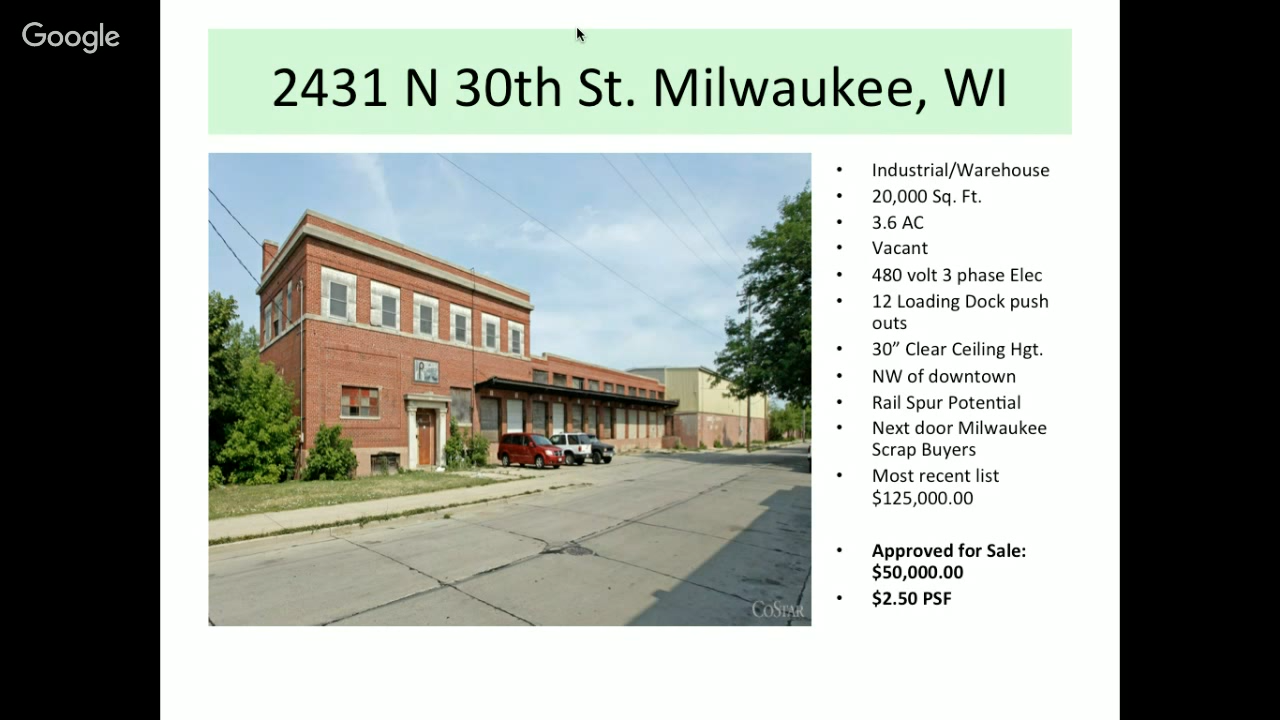 Google
2431 N 30th St. Milwaukee, WI
• Industrial/Warehouse
• 20,000 Sq. Ft.
• 3.6 AC
• Vacant
• 480 volt 3 phase Elec
• 12 Loading Dock push
outs
• 30” Clear Ceiling Hgt.
• NW of downtown
• Rail Spur Potential
• Next door Milwaukee
Scrap Buyers
• Most recent list
$125,000.00
• Approved for Sale:
$50,000.00
• $2.50 PSF
COSTAR